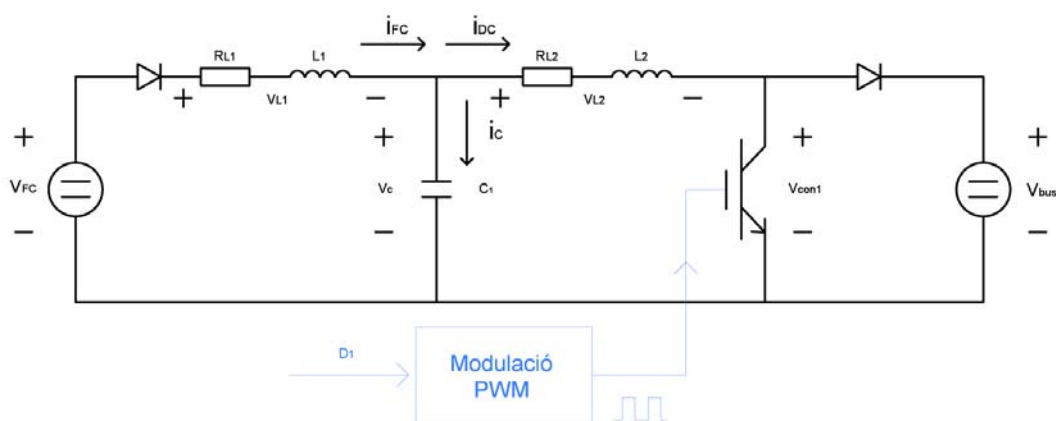 iFC iDC
RL1 L1 RL2 L2
+ VL1 − + VL2 −
iC
+ + + +
VFC Vc C1 Vcon1 Vbus
− − − −
D1
Modulació
PWM